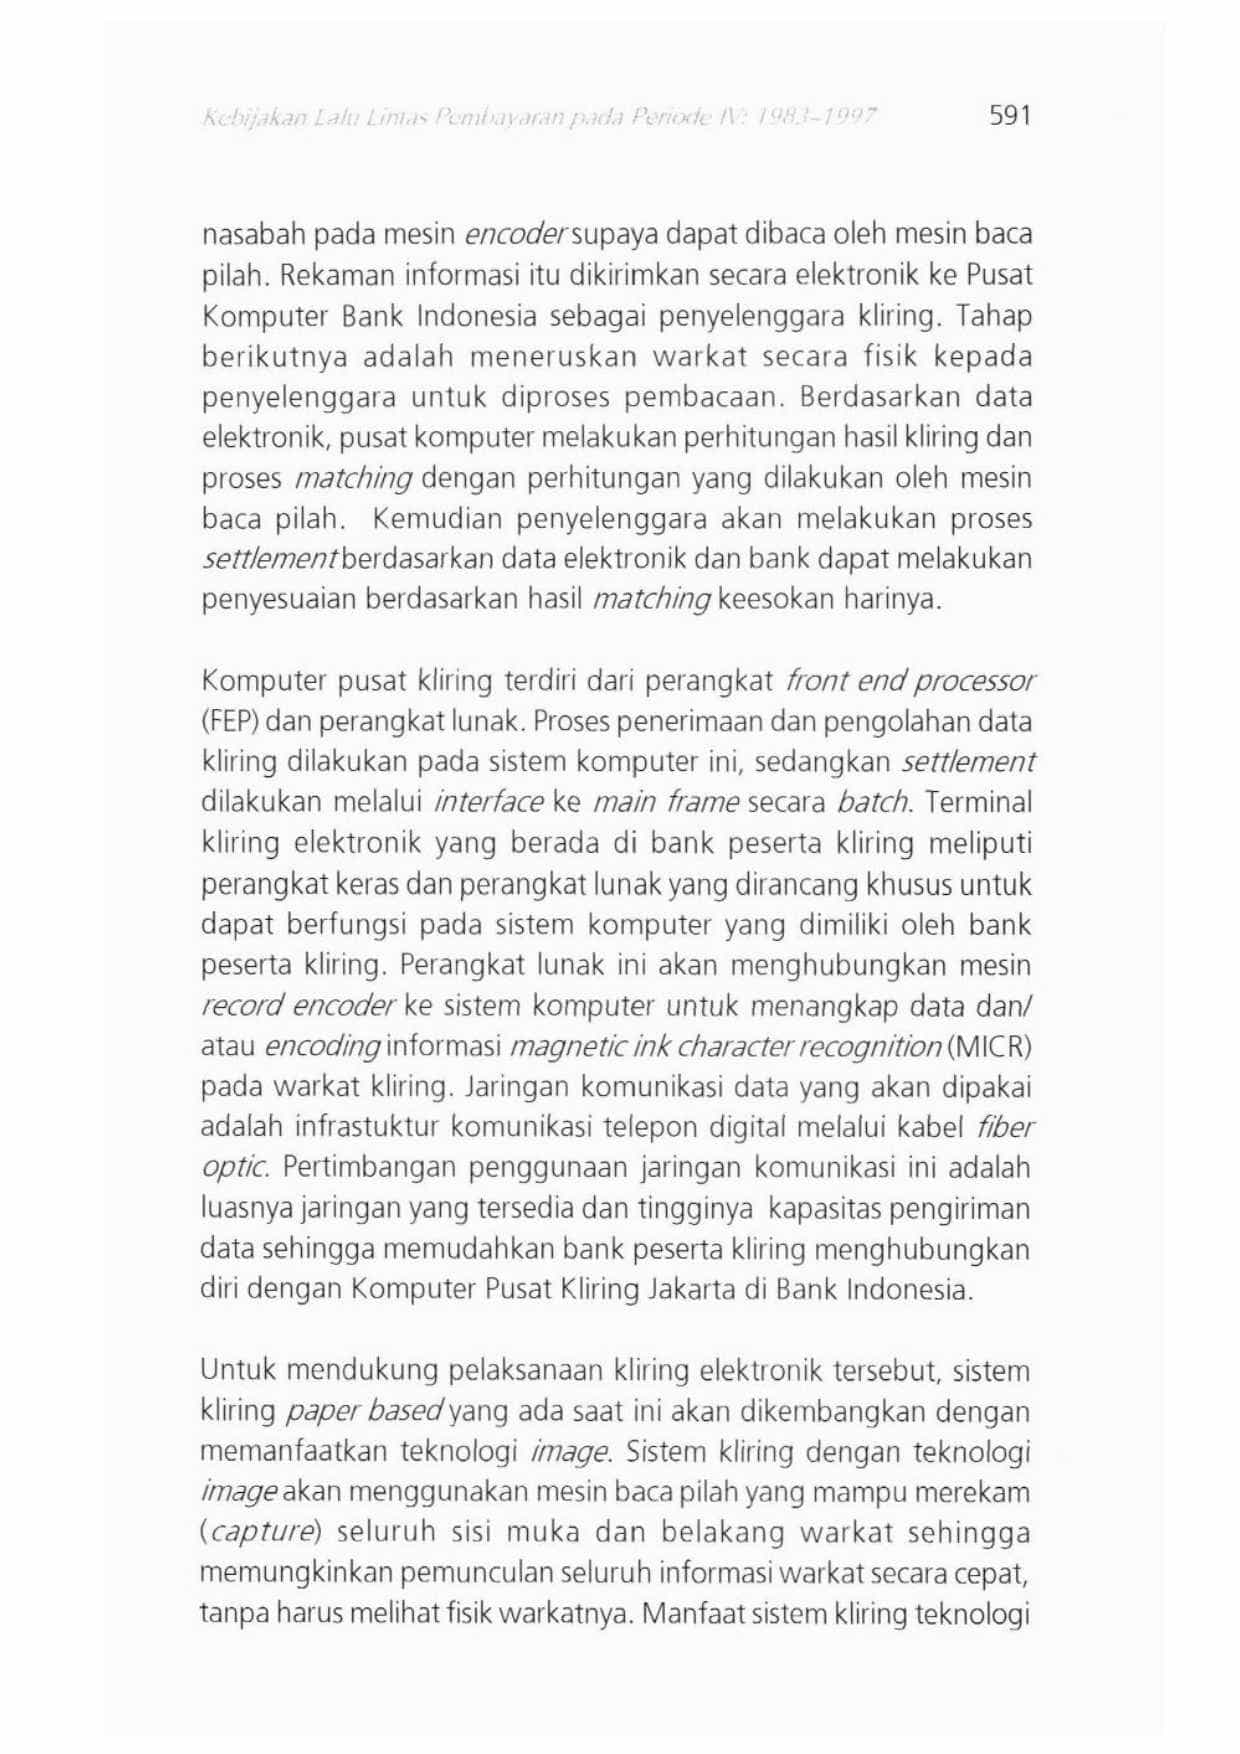 Kebijakan Lalu Lintas Pembayaran pada Periode IV: 1983–1997 591
nasabah pada mesin encoder supaya dapat dibaca oleh mesin baca
pilah. Rekaman informasi itu dikirimkan secara elektronik ke Pusat
Komputer Bank Indonesia sebagai penyelenggara kliring. Tahap
berikutnya adalah meneruskan warkat secara fisik kepada
penyelenggara untuk diproses pembacaan. Berdasarkan data
elektronik, pusat komputer melakukan perhitungan hasil kliring dan
proses matching dengan perhitungan yang dilakukan oleh mesin
baca pilah. Kemudian penyelenggara akan melakukan proses
settlement berdasarkan data elektronik dan bank dapat melakukan
penyesuaian berdasarkan hasil matching keesokan harinya.
Komputer pusat kliring terdiri dari perangkat front end processor
(FEP) dan perangkat lunak. Proses penerimaan dan pengolahan data
kliring dilakukan pada sistem komputer ini, sedangkan settlement
dilakukan melalui interface ke main frame secara batch. Terminal
kliring elektronik yang berada di bank peserta kliring meliputi
perangkat keras dan perangkat lunak yang dirancang khusus untuk
dapat berfungsi pada sistem komputer yang dimiliki oleh bank
peserta kliring. Perangkat lunak ini akan menghubungkan mesin
record encoder ke sistem komputer untuk menangkap data dan/
atau encoding informasi magnetic ink character recognition (MICR)
pada warkat kliring. Jaringan komunikasi data yang akan dipakai
adalah infrastuktur komunikasi telepon digital melalui kabel fiber
optic. Pertimbangan penggunaan jaringan komunikasi ini adalah
luasnya jaringan yang tersedia dan tingginya kapasitas pengiriman
data sehingga memudahkan bank peserta kliring menghubungkan
diri dengan Komputer Pusat Kliring Jakarta di Bank Indonesia.
Untuk mendukung pelaksanaan kliring elektronik tersebut, sistem
kliring paper based yang ada saat ini akan dikembangkan dengan
memanfaatkan teknologi image. Sistem kliring dengan teknologi
image akan menggunakan mesin baca pilah yang mampu merekam
(capture) seluruh sisi muka dan belakang warkat sehingga
memungkinkan pemunculan seluruh informasi warkat secara cepat,
tanpa harus melihat fisik warkatnya. Manfaat sistem kliring teknologi